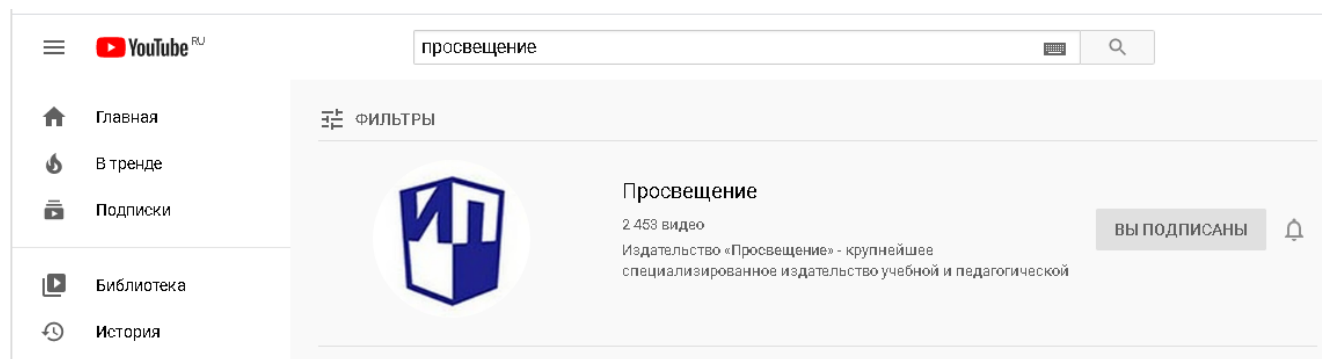 YouTube RU
просвещение
Главная
В тренде
Подписки
Библиотека
История
ФИЛЬТРЫ
ИП
Просвещение
2 453 видео
Издательство «Просвещение» - крупнейшее
специализированное издательство учебной и педагогической
ВЫ ПОДПИСАНЫ